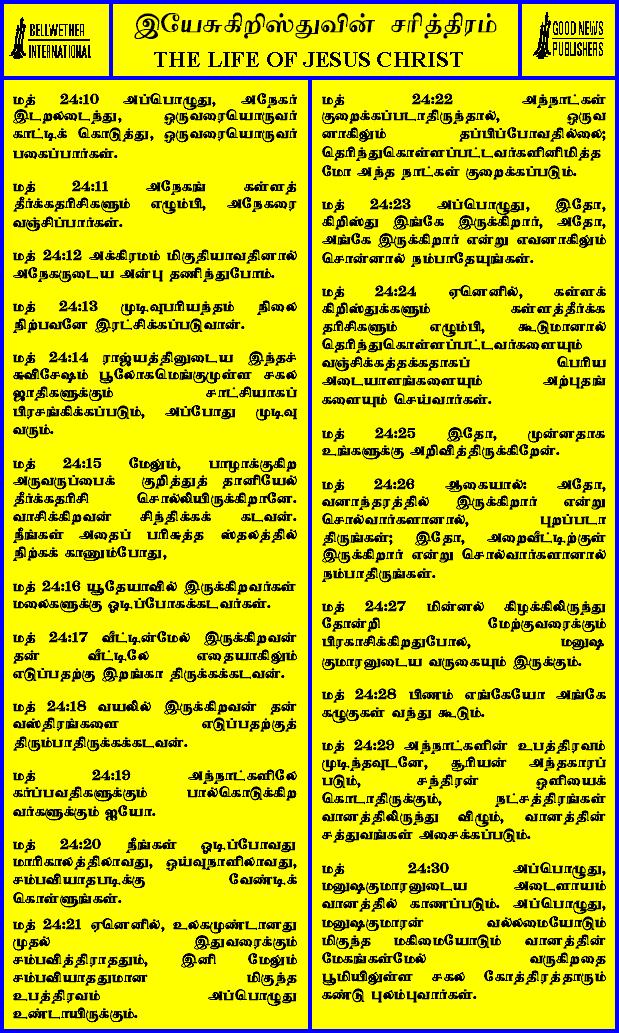 BELLWETHER
INTERNATIONAL
இயேசுகிறிஸ்துவின் சரித்திரம்
THE LIFE OF JESUS CHRIST
GOOD NEWS
PUBLISHERS
மத் 24:10 அப்பொழுது, அநேகர்
இடறலடைந்து, ஒருவரையொருவர்
காட்டிக் கொடுத்து, ஒருவரையொருவர்
பகைப்பார்கள்.
மத் 24:11 அநேகங் கள்ளத்
தீர்க்கதரிசிகளும் எழும்பி, அநேகரை
வஞ்சிப்பார்கள்.
மத் 24:12 அக்கிரமம் மிகுதியாவதினால்
அநேகருடைய அன்பு தணிந்துபோம்.
மத் 24:13 முடிவுபரியந்தம் நிலை
நிற்பவனே இரட்சிக்கப்படுவான்.
மத் 24:14 ராஜ்யத்தினுடைய இந்தச்
சுவிசேஷம் பூலோகமெங்குமுள்ள சகல
ஜாதிகளுக்கும் சாட்சியாகப்
பிரசங்கிக்கப்படும், அப்போது முடிவு
வரும்.
மத் 24:15 மேலும், பாழாக்குகிற
அருவருப்பைக் குறித்துத் தானியேல்
தீர்க்கதரிசி சொல்லியிருக்கிறானே.
வாசிக்கிறவன் சிந்திக்கக் கடவன்.
நீங்கள் அதைப் பரிசுத்த ஸ்தலத்தில்
நிற்கக் காணும்போது,
மத் 24:16 யூதேயாவில் இருக்கிறவர்கள்
மலைகளுக்கு ஓடிப்போகக்கடவர்கள்.
மத் 24:17 வீட்டின்மேல் இருக்கிறவன்
தன் வீட்டிலே எதையாகிலும்
எடுப்பதற்கு இறங்கா திருக்கக்கடவன்.
மத் 24:18 வயலில் இருக்கிறவன் தன்
வஸ்திரங்களை எடுப்பதற்குத்
திரும்பாதிருக்கக்கடவன்.
மத் 24:19 அந்நாட்களிலே
கர்ப்பவதிகளுக்கும் பால்கொடுக்கிற
வர்களுக்கும் ஐயோ.
மத் 24:20 நீங்கள் ஓடிப்போவது
மாரிகாலத்திலாவது, ஓய்வுநாளிலாவது,
சம்பவியாதபடிக்கு வேண்டிக்
கொள்ளுங்கள்.
மத் 24:21 ஏனெனில், உலகமுண்டானது
முதல் இதுவரைக்கும்
சம்பவித்திராததும், இனி மேலும்
சம்பவியாததுமான மிகுந்த
உபத்திரவம் அப்பொழுது
உண்டாயிருக்கும்.
மத் 24:22 அந்நாட்கள்
குறைக்கப்படாதிருந்தால், ஒருவ
னாகிலும் தப்பிப்போவதில்லை;
தெரிந்துகொள்ளப்பட்டவர்களினிமித்த
மோ அந்த நாட்கள் குறைக்கப்படும்.
மத் 24:23 அப்பொழுது, இதோ,
கிறிஸ்து இங்கே இருக்கிறார், அதோ,
அங்கே இருக்கிறார் என்று எவனாகிலும்
சொன்னால் நம்பாதேயுங்கள்.
மத் 24:24 ஏனெனில், கள்ளக்
கிறிஸ்துக்களும் கள்ளத்தீர்க்க
தரிசிகளும் எழும்பி, கூடுமானால்
தெரிந்துகொள்ளப்பட்டவர்களையும்
வஞ்சிக்கத்தக்கதாகப் பெரிய
அடையாளங்களையும் அற்புதங்
களையும் செய்வார்கள்.
மத் 24:25 இதோ, முன்னதாக
உங்களுக்கு அறிவித்திருக்கிறேன்.
மத் 24:26 ஆகையால்: அதோ,
வனாந்தரத்தில் இருக்கிறார் என்று
சொல்வார்களானால், புறப்படா
திருங்கள்; இதோ, அறைவீட்டிற்குள்
இருக்கிறார் என்று சொல்வார்களானால்
நம்பாதிருங்கள்.
மத் 24:27 மின்னல் கிழக்கிலிருந்து
தோன்றி மேற்குவரைக்கும்
பிரகாசிக்கிறதுபோல, மனுஷ
குமாரனுடைய வருகையும் இருக்கும்.
மத் 24:28 பிணம் எங்கேயோ அங்கே
கழுகுகள் வந்து கூடும்.
மத் 24:29 அந்நாட்களின் உபத்திரவம்
முடிந்தவுடனே, சூரியன் அந்தகாரப்
படும், சந்திரன் ஒளியைக்
கொடாதிருக்கும், நட்சத்திரங்கள்
வானத்திலிருந்து விழும், வானத்தின்
சத்துவங்கள் அசைக்கப்படும்.
மத் 24:30 அப்பொழுது,
மனுஷகுமாரனுடைய அடையாளம்
வானத்தில் காணப்படும். அப்பொழுது,
மனுஷகுமாரன் வல்லமையோடும்
மிகுந்த மகிமையோடும் வானத்தின்
மேகங்கள்மேல் வருகிறதை
பூமியிலுள்ள சகல கோத்திரத்தாரும்
கண்டு புலம்புவார்கள்.